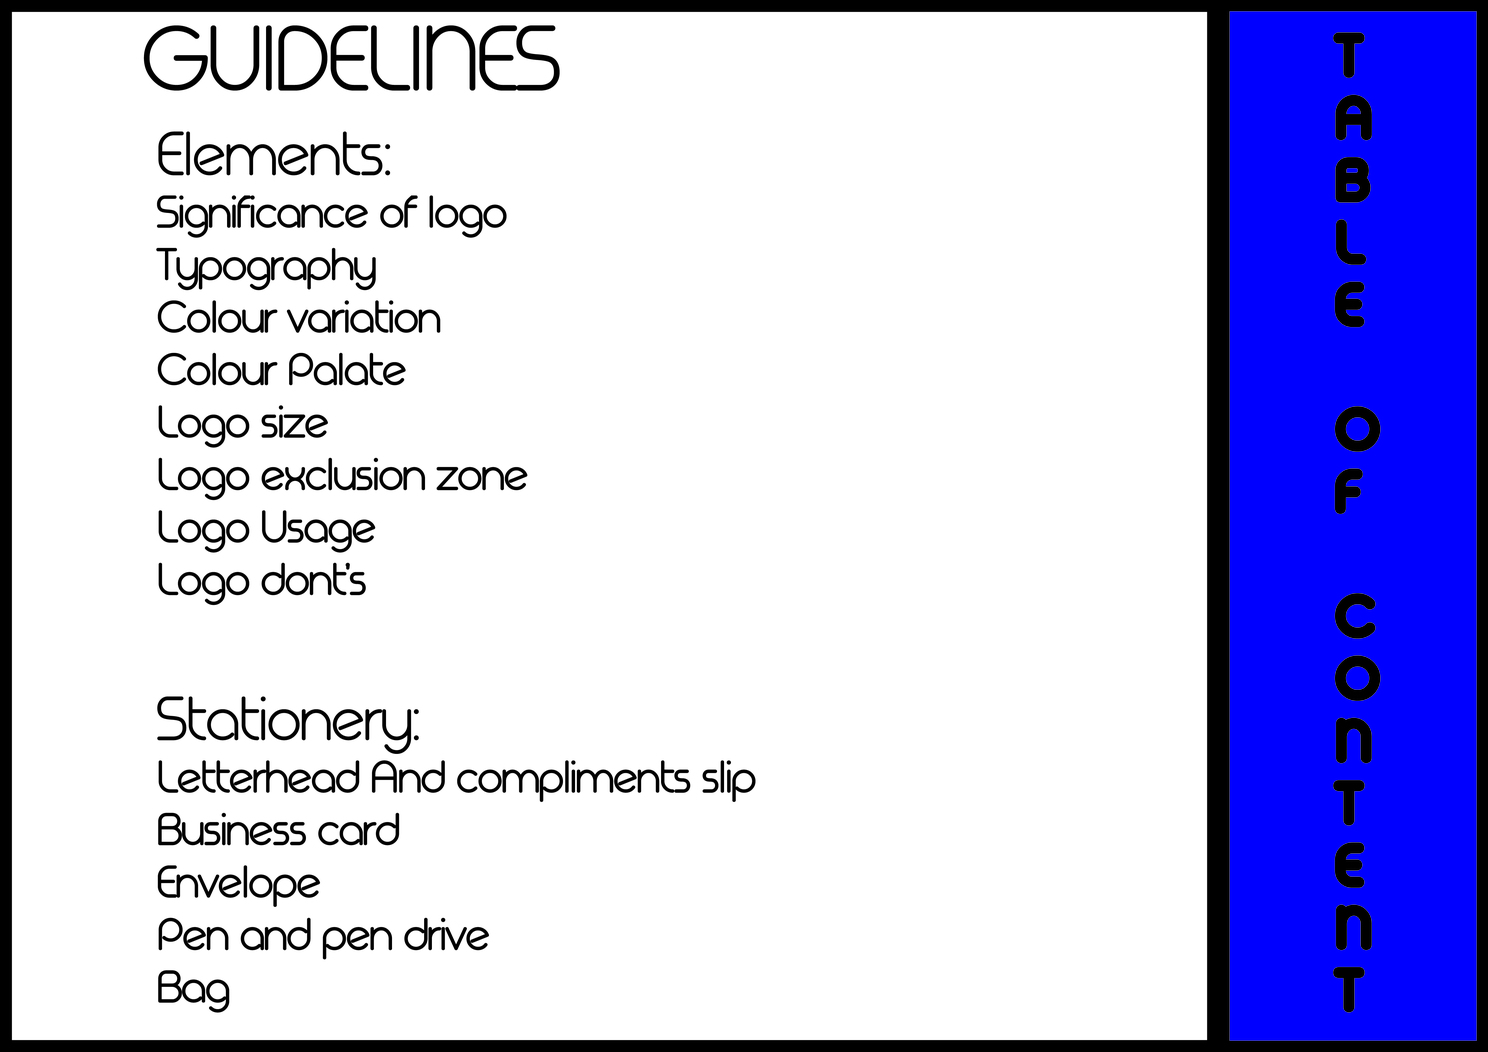 GUIDELINES
Elements:
Significance of logo
Typography
Colour variation
Colour Palate
Logo size
Logo exclusion zone
Logo Usage
Logo dont's
Stationery:
Letterhead And compliments slip
Business card
Envelope
Pen and pen drive
Bag
TABLE OF CONTENT